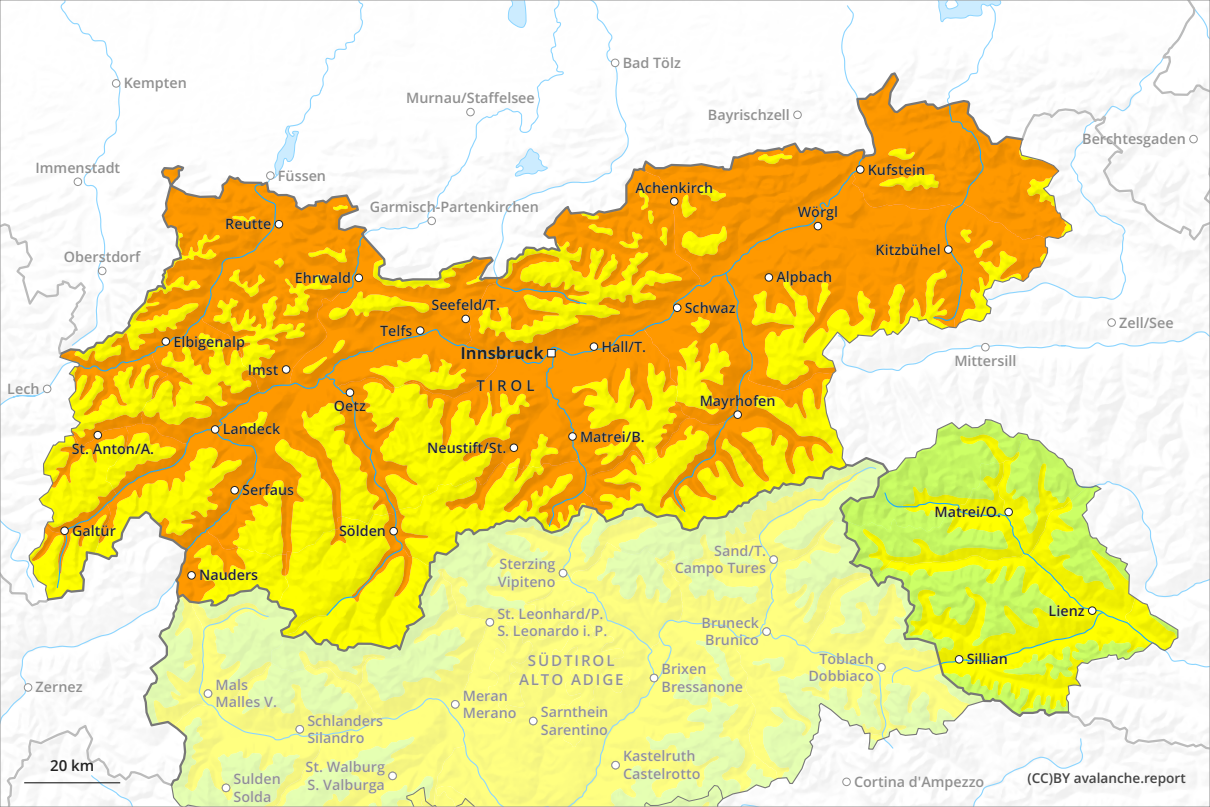 Kempten
Bad Tölz
Murnau/Staffelsee
Bayrischzell
Berchtesgaden
Immenstadt
Füssen
Kufstein
Achenkirch
Garmisch-Partenkirchen
Wörgl
Reutte
Kitzbühel
Oberstdorf
Ehrwald
Alpbach
Seefeld/T.
Schwaz
Zell/See
Telfs
Elbigenalp
Innsbruck
Hall/T.
Mittersill
Imst
TIROL
Lech
Oetz
Mayrhofen
Landeck
Matrei/B.
St. Anton/A.
Neustift/St.
Serfaus
Matrei/O.
Galtür
Sölden
Sand/T.
Campo Tures
Sterzing
Vipiteno
Nauders
St. Leonhard/P.
S. Leonardo i. P.
Lienz
Bruneck
Brunico
SÜDTIROL
ALTO ADIGE
Toblach
Dobbiaco
Sillian
Brixen
Bressanone
Zernez
Mals
Malles V.
Meran
Merano
Sarnthein
Sarentino
Schlanders
Silandro
Kastelruth
Castelrotto
St. Walburg
S. Valburga
Sulden
Solda
Cortina d'Ampezzo
20 km
(CC)BY avalanche.report